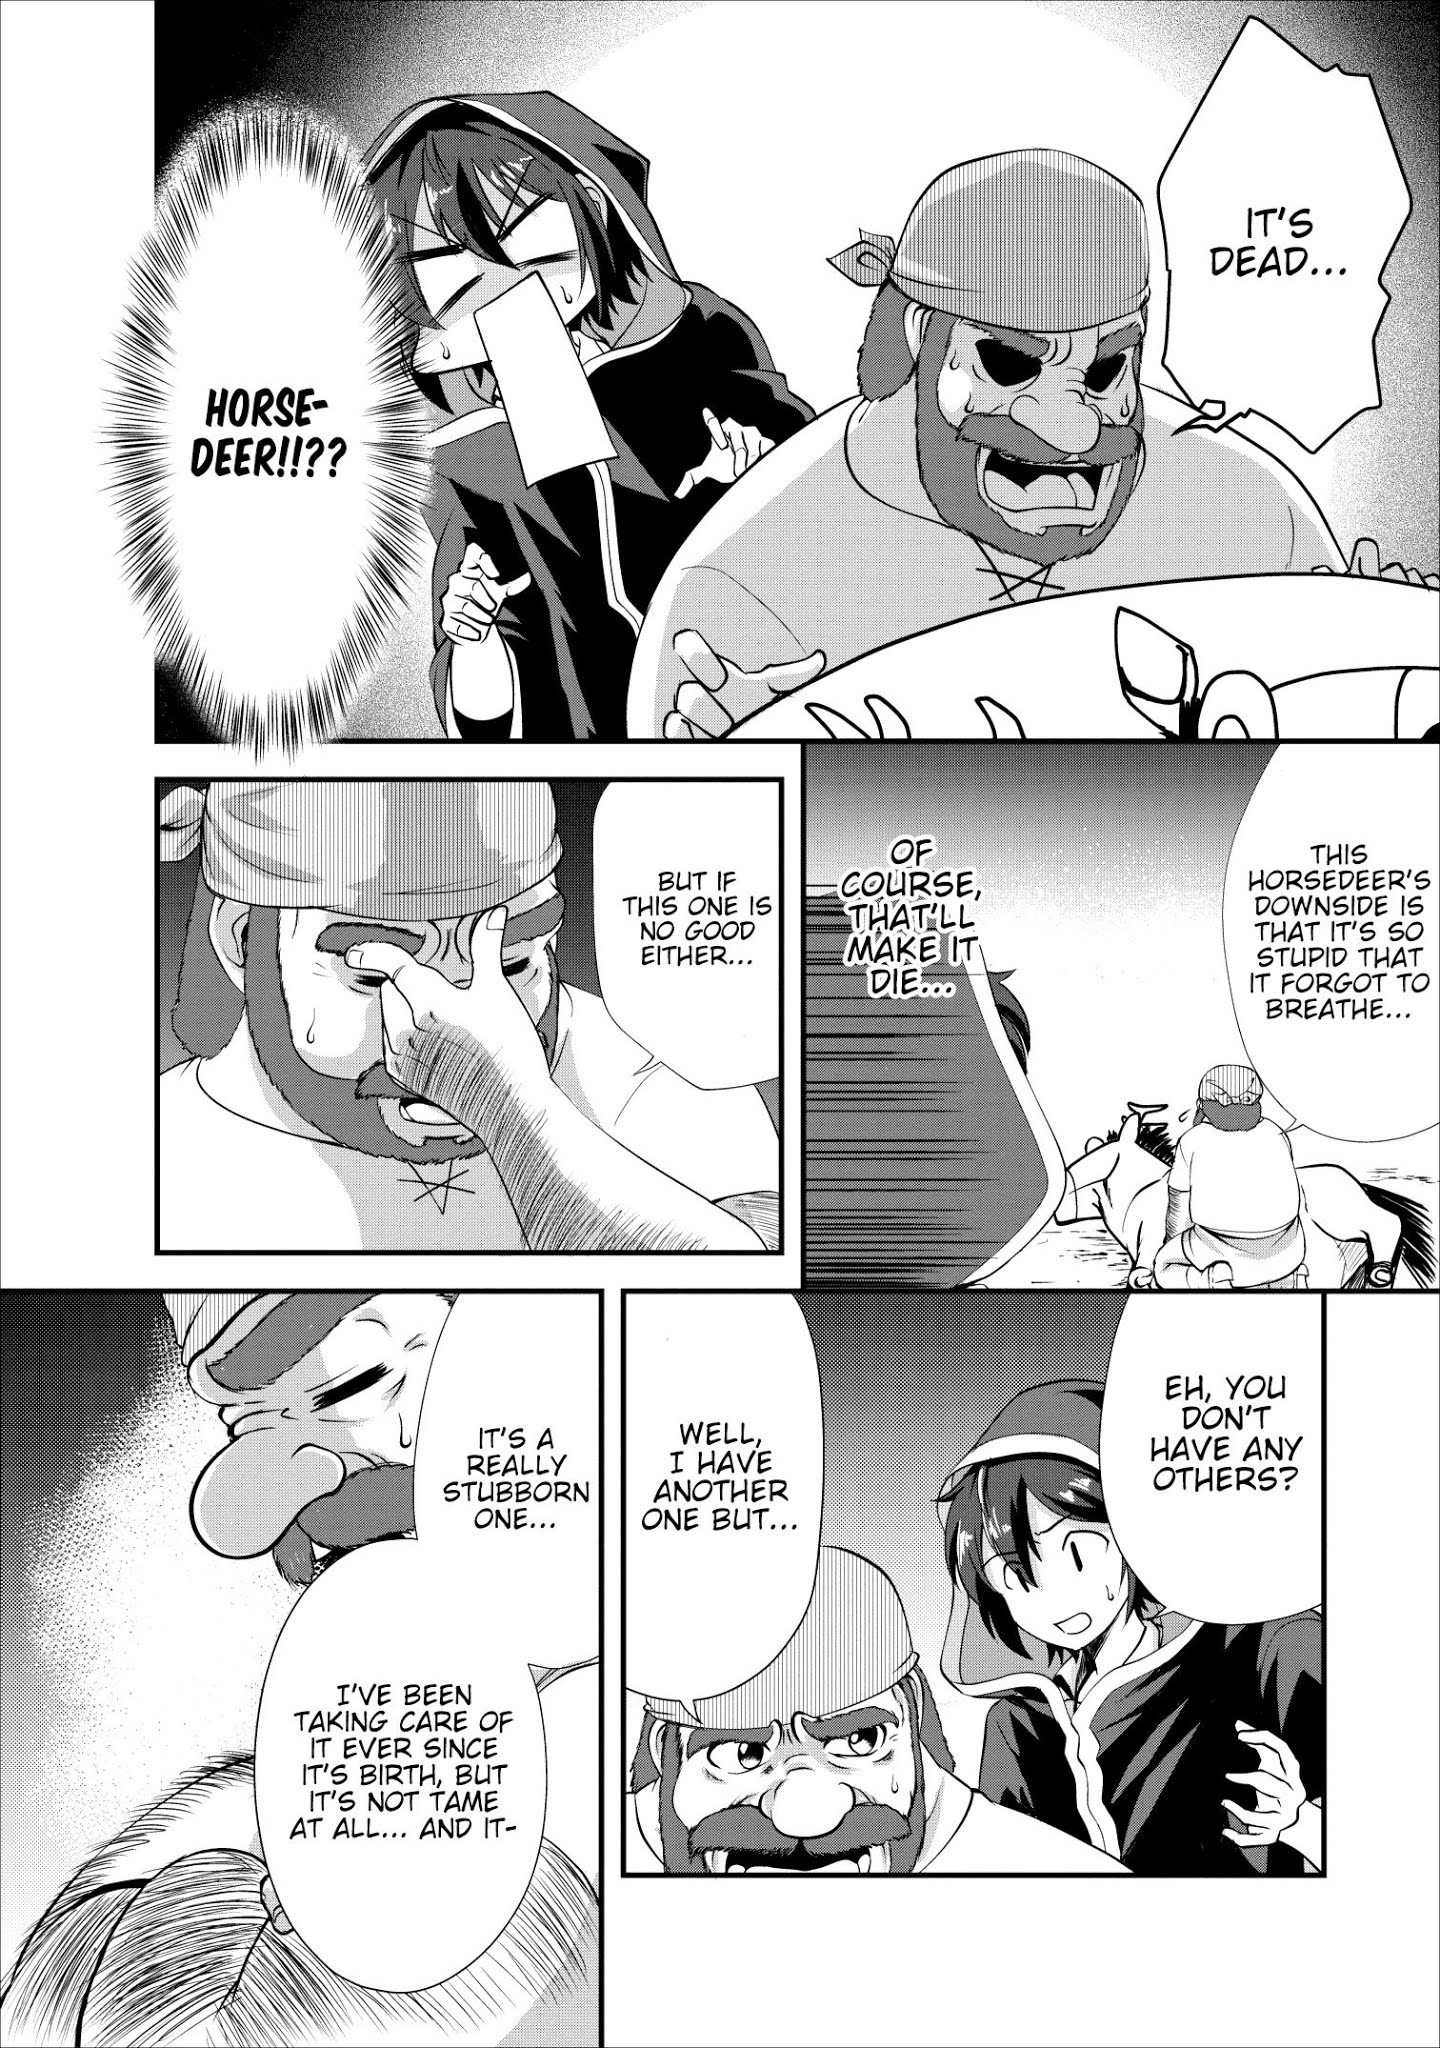 IT'S
DEAD...
HORSE-
DEER!!??
THIS
HORSEDEER'S
DOWNSIDE IS
THAT IT'S SO
STUPID THAT
IT FORGOT TO
BREATHE...
OF
COURSE,
THAT'LL
MAKE IT
DIE...
BUT IF
THIS ONE IS
NO GOOD
EITHER...
EH, YOU
DON'T
HAVE ANY
OTHERS?
WELL,
I HAVE
ANOTHER
ONE BUT...
IT'S A
REALLY
STUBBORN
ONE...
I'VE BEEN
TAKING CARE OF
IT EVER SINCE
IT'S BIRTH, BUT
IT'S NOT TAME
AT ALL... AND IT-